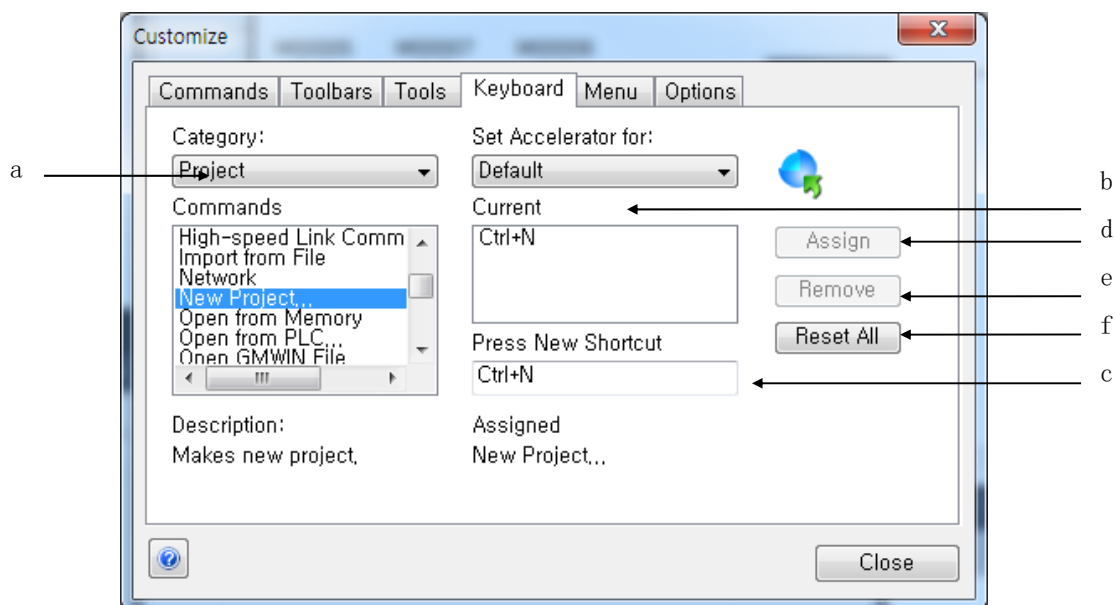 Customize
Commands Toolbars Tools Keyboard Menu Options
Category:
Set Accelerator for:
a
Project
Default
b
Commands
Current
High-speed Link Comm
Import from File
Network
New Project...
Open from Memory
Open from PLC...
Open GMWIN File
Ctrl+N
d
Assign
e
Remove
f
Reset All
Press New Shortcut
Ctrl+N
c
Description:
Makes new project.
Assigned
New Project...
Close